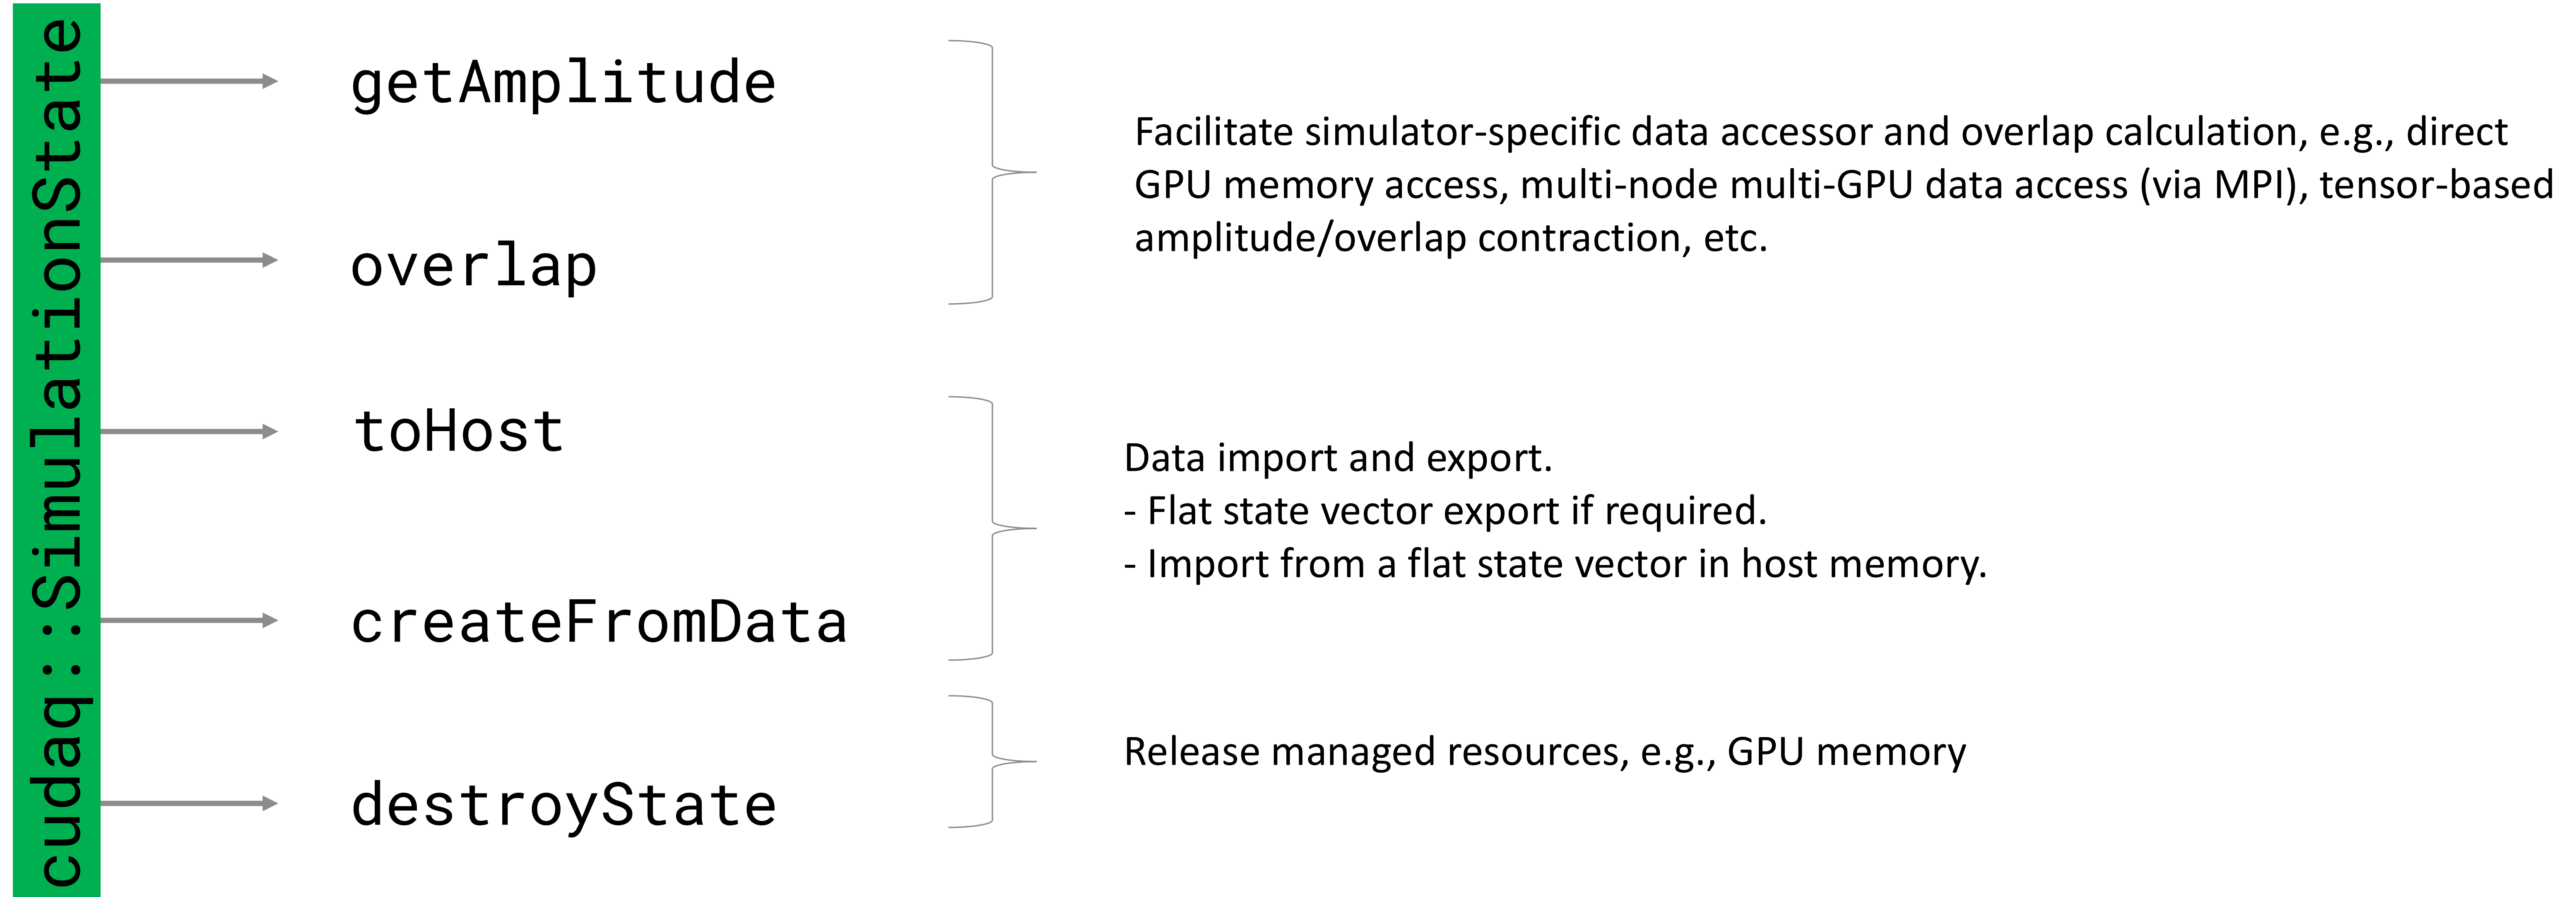 cudaq::SimulationState
getAmplitude
overlap
Facilitate simulator-specific data accessor and overlap calculation, e.g., direct
GPU memory access, multi-node multi-GPU data access (via MPI), tensor-based
amplitude/overlap contraction, etc.
toHost
createFromData
Data import and export.
- Flat state vector export if required.
- Import from a flat state vector in host memory.
destroyState
Release managed resources, e.g., GPU memory